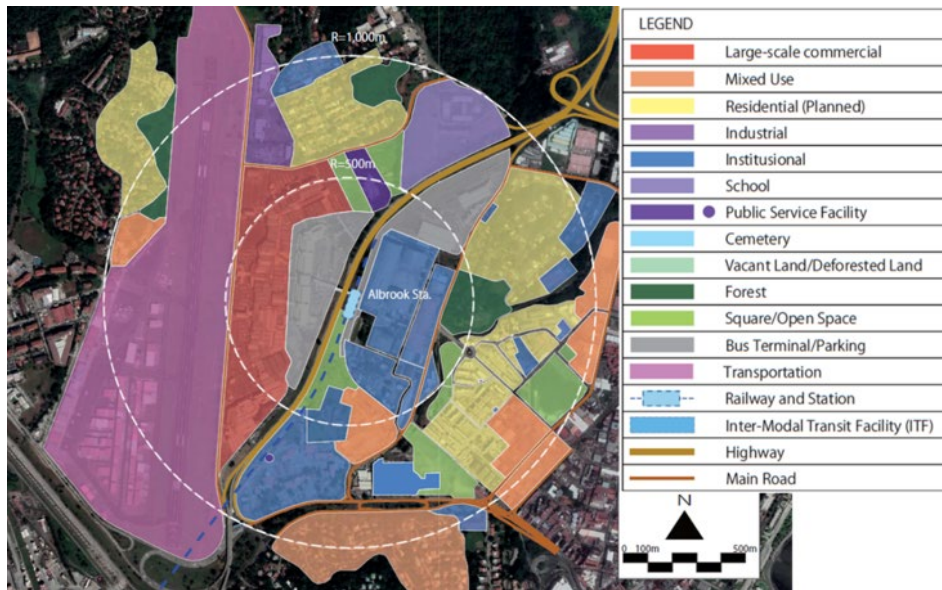 R=1,000m
R=500m
Albrook Sta.
LEGEND
Large-scale commercial
Mixed Use
Residential (Planned)
Industrial
Institusional
School
Public Service Facility
Cemetery
Vacant Land/Deforested Land
Forest
Square/Open Space
Bus Terminal/Parking
Transportation
Railway and Station
Inter-Modal Transit Facility (ITF)
Highway
Main Road
N
0 100m 500m